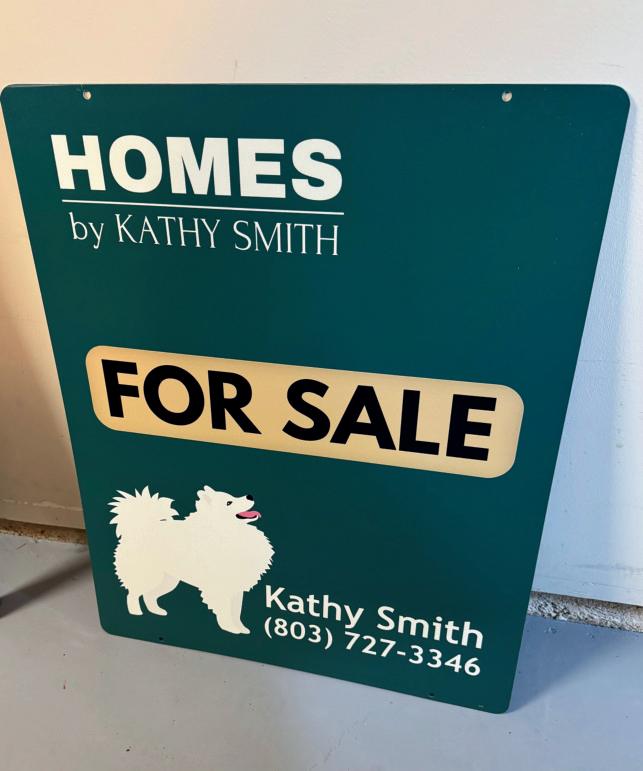 HOMES
by KATHY SMITH
FOR SALE
Kathy Smith
(803) 727-3346